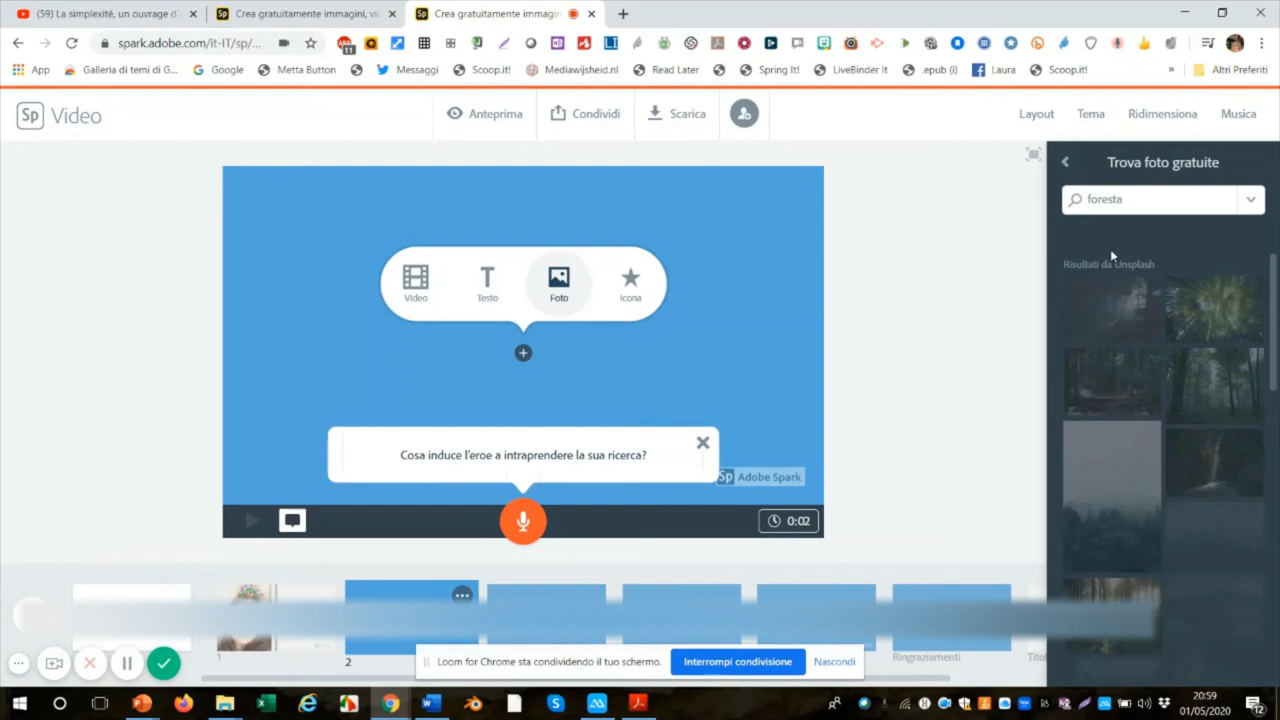 (59) La simplexité, un ouvrage d'
Crea gratuitamente immagini, vi
Crea gratuitamente immagin
spark.adobe.com/it-IT/sp/...
11
App
Galleria di temi di G...
Google
Metta Button
Messaggi
Scoop.it!
Mediawijsheid.nl
Read Later
Spring It!
LiveBinder It
.epub (i)
Laura
Scoop.it!
»
Altri Preferiti
Sp Video
Anteprima
Condividi
Scarica
Layout
Tema
Ridimensiona
Musica
Trova foto gratuite
foresta
Risultati da Unsplash
Video
Testo
Foto
Icona
Cosa induce l'eroe a intraprendere la sua ricerca?
Sp Adobe Spark
0:02
1
2
Ringraziamenti
Titol
Loom for Chrome sta condividendo il tuo schermo.
Interrompi condivisione
Nascondi
20:59
01/05/2020
12